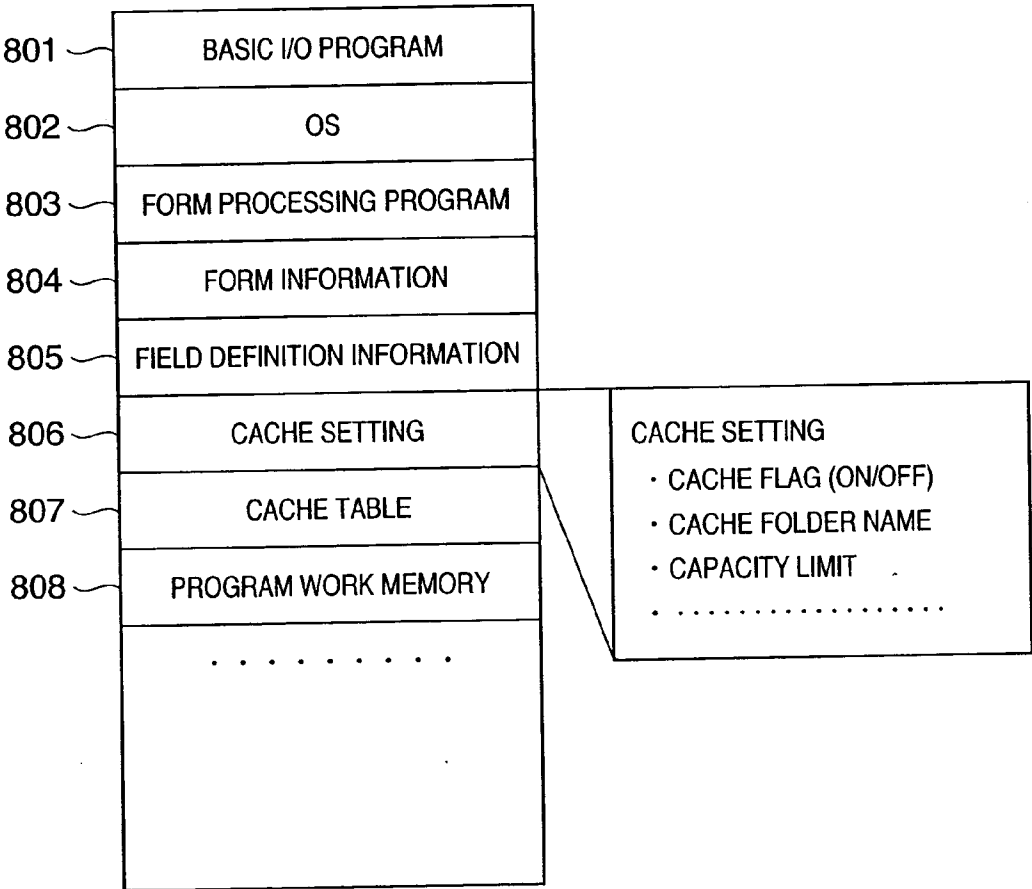 801 BASIC I/O PROGRAM
802 OS
803 FORM PROCESSING PROGRAM
804 FORM INFORMATION
805 FIELD DEFINITION INFORMATION
806 CACHE SETTING
807 CACHE TABLE
808 PROGRAM WORK MEMORY
. . . . . . . . .
CACHE SETTING
· CACHE FLAG (ON/OFF)
· CACHE FOLDER NAME
· CAPACITY LIMIT
· . . . . . . . . . . . . . . . . . .